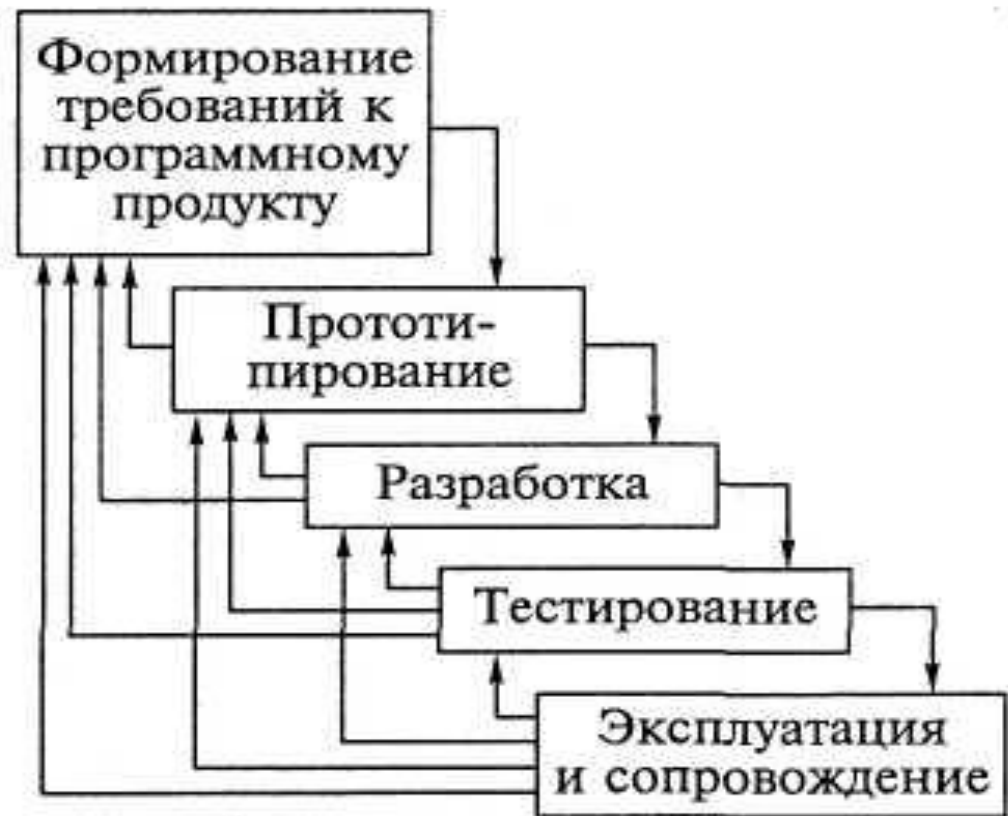 Формирование
требований к
программному
продукту
Прототи-
пирование
Разработка
Тестирование
Эксплуатация
и сопровождение